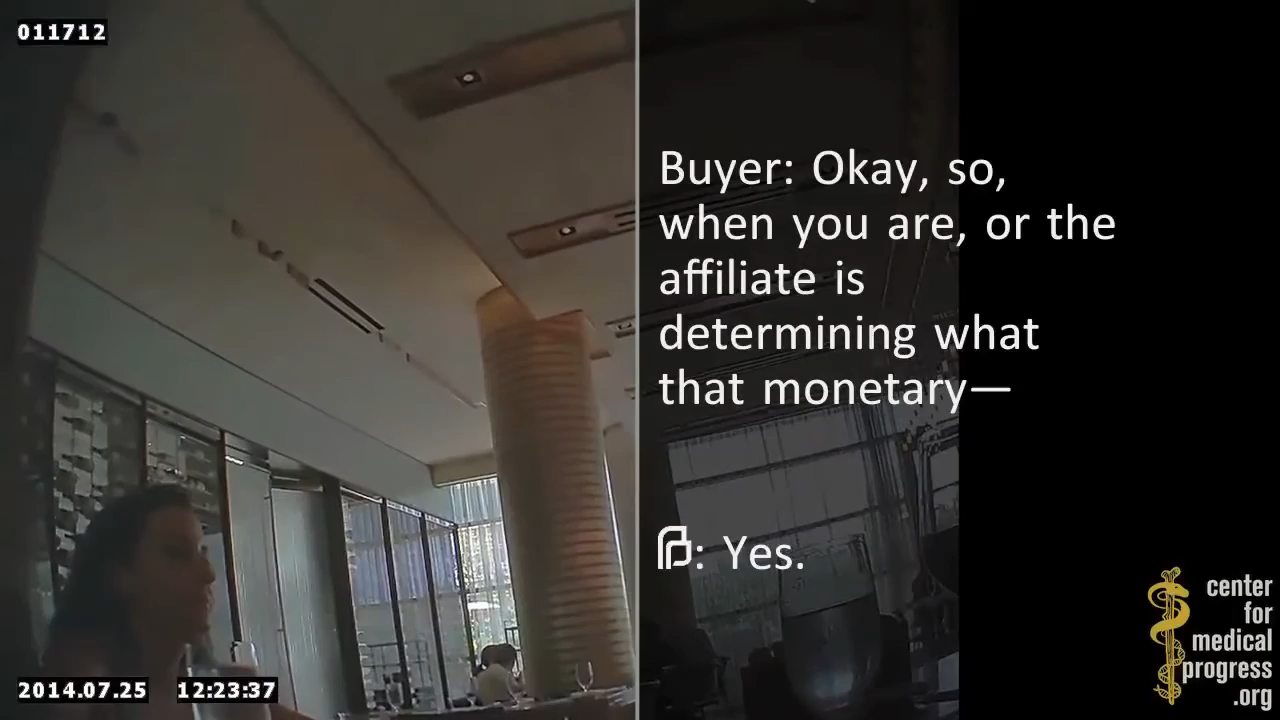 011712
Buyer: Okay, so,
when you are, or the
affiliate is
determining what
that monetary—
: Yes.
2014.07.25 12:23:37
center
for
medical
progress
.org